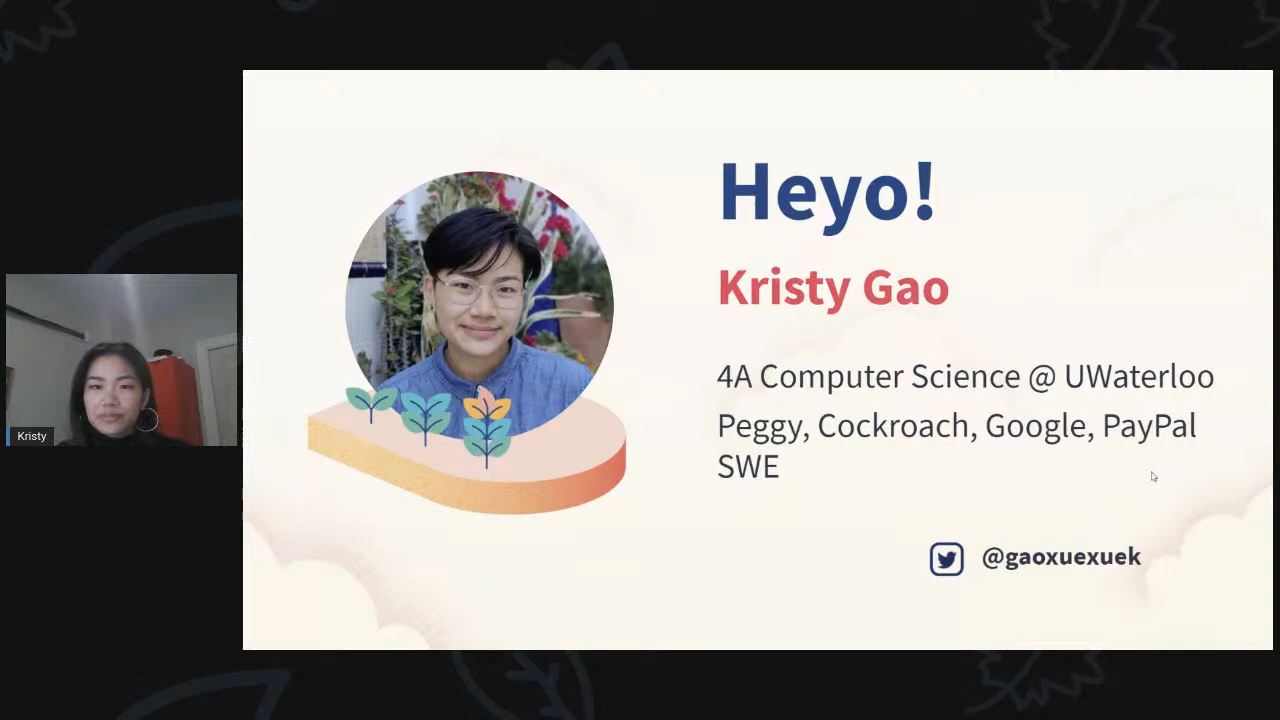 Heyo!
Kristy Gao
4A Computer Science @ UWaterloo
Peggy, Cockroach, Google, PayPal
SWE
@gaoxuexuek
Kristy